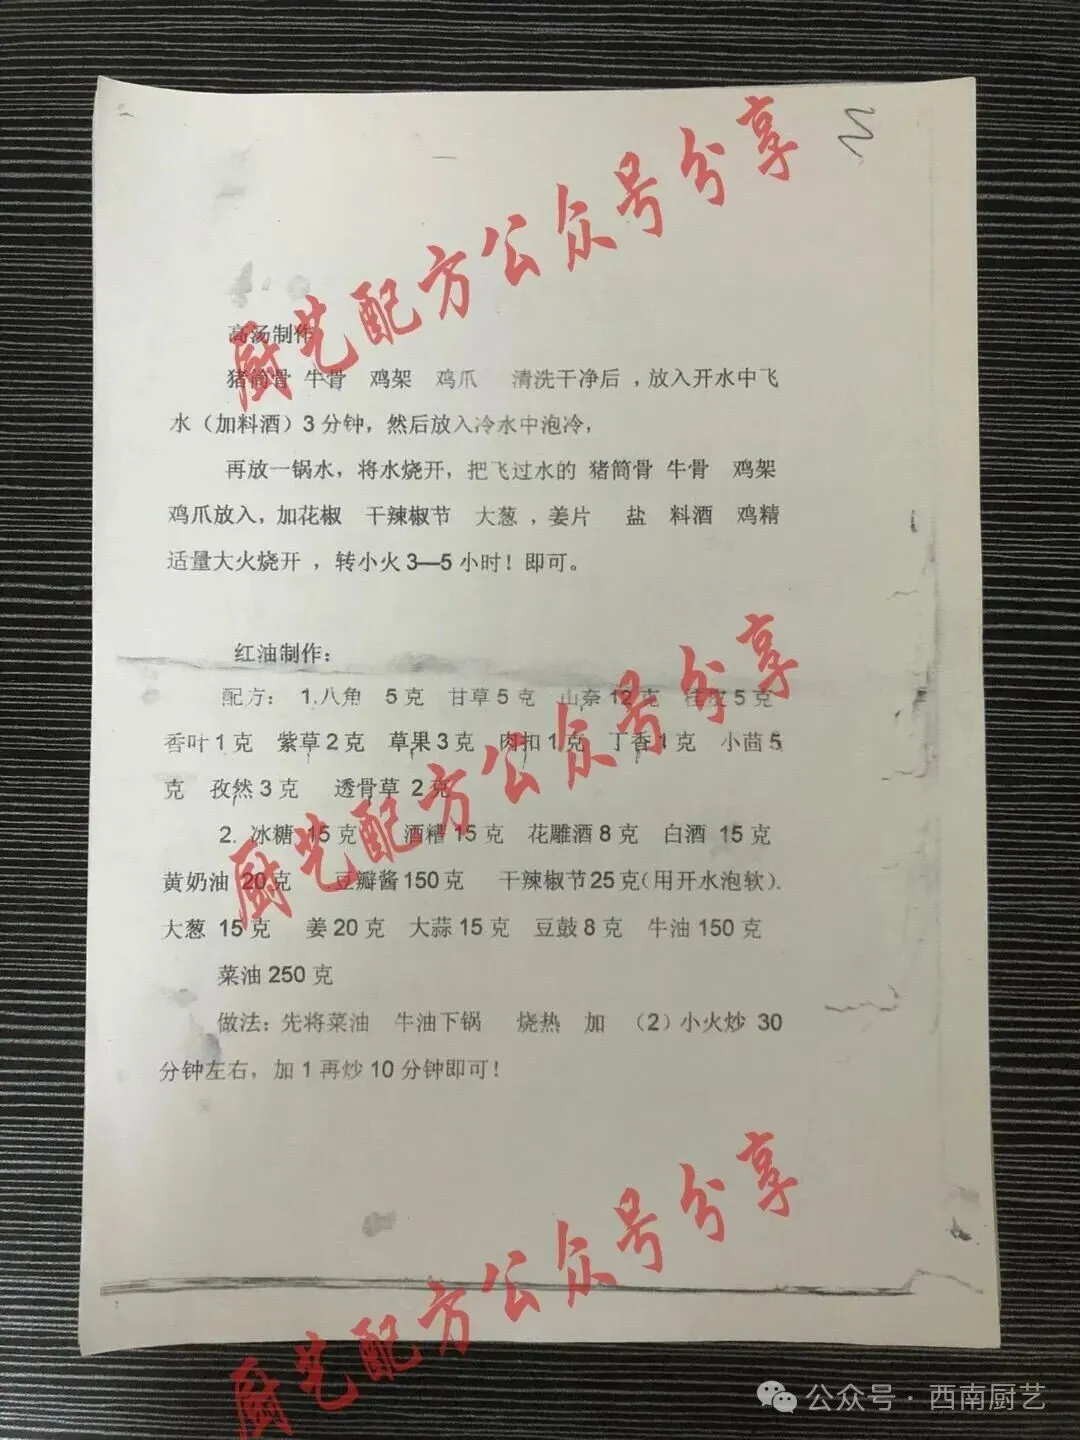 高汤制作
猪筒骨 牛骨 鸡架 鸡爪 清洗干净后，放入开水中飞
水（加料酒）3分钟，然后放入冷水中泡冷，
再放一锅水，将水烧开，把飞过水的 猪筒骨 牛骨 鸡架
鸡爪放入，加花椒 干辣椒节 大葱，姜片 盐 料酒 鸡精
适量大火烧开 ，转小火3—5小时！即可。
红油制作：
配方： 1.八角 5克 甘草5克 山奈12克 桂皮5克
香叶1克 紫草2克 草果3克 肉扣1克 丁香1克 小茴5
克 孜然3克 透骨草 2克
2. 冰糖 15克 酒糟15克 花雕酒8克 白酒 15克
黄奶油 20克 豆瓣酱150克 干辣椒节25克（用开水泡软）.
大葱 15克 姜20克 大蒜15克 豆鼓8克 牛油150克
菜油250克
做法：先将菜油 牛油下锅 烧热 加 （2）小火炒 30
分钟左右，加1再炒10分钟即可！
厨艺配方公众号分享
厨艺配方公众号分享
厨艺配方公众号分享
公众号·西南厨艺